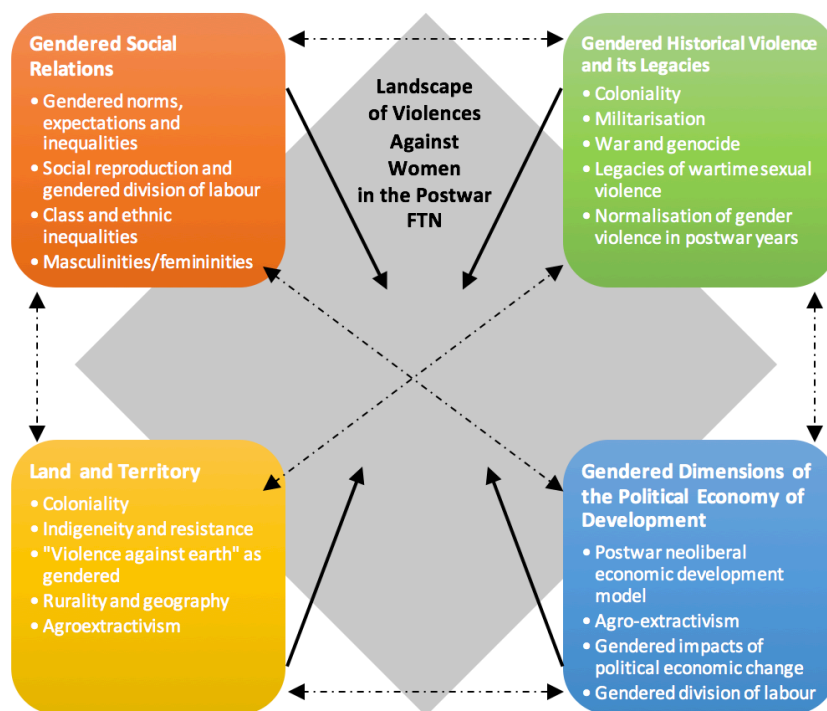 Gendered Social
Relations
• Gendered norms,
expectations and
inequalities
• Social reproduction and
gendered division of labour
• Class and ethnic
inequalities
• Masculinities/femininities
Landscape
of Violences
Against
Women
in the Postwar
FTN
Gendered Historical Violence
and its Legacies
• Coloniality
• Militarisation
• War and genocide
• Legacies of wartime sexual
violence
• Normalisation of gender
violence in postwar years
Land and Territory
• Coloniality
• Indigeneity and resistance
• "Violence against earth" as
gendered
• Rurality and geography
• Agroextractivism
Gendered Dimensions of
the Political Economy of
Development
• Postwar neoliberal
economic development
model
• Agro-extractivism
• Gendered impacts of
political economic change
• Gendered division of labour